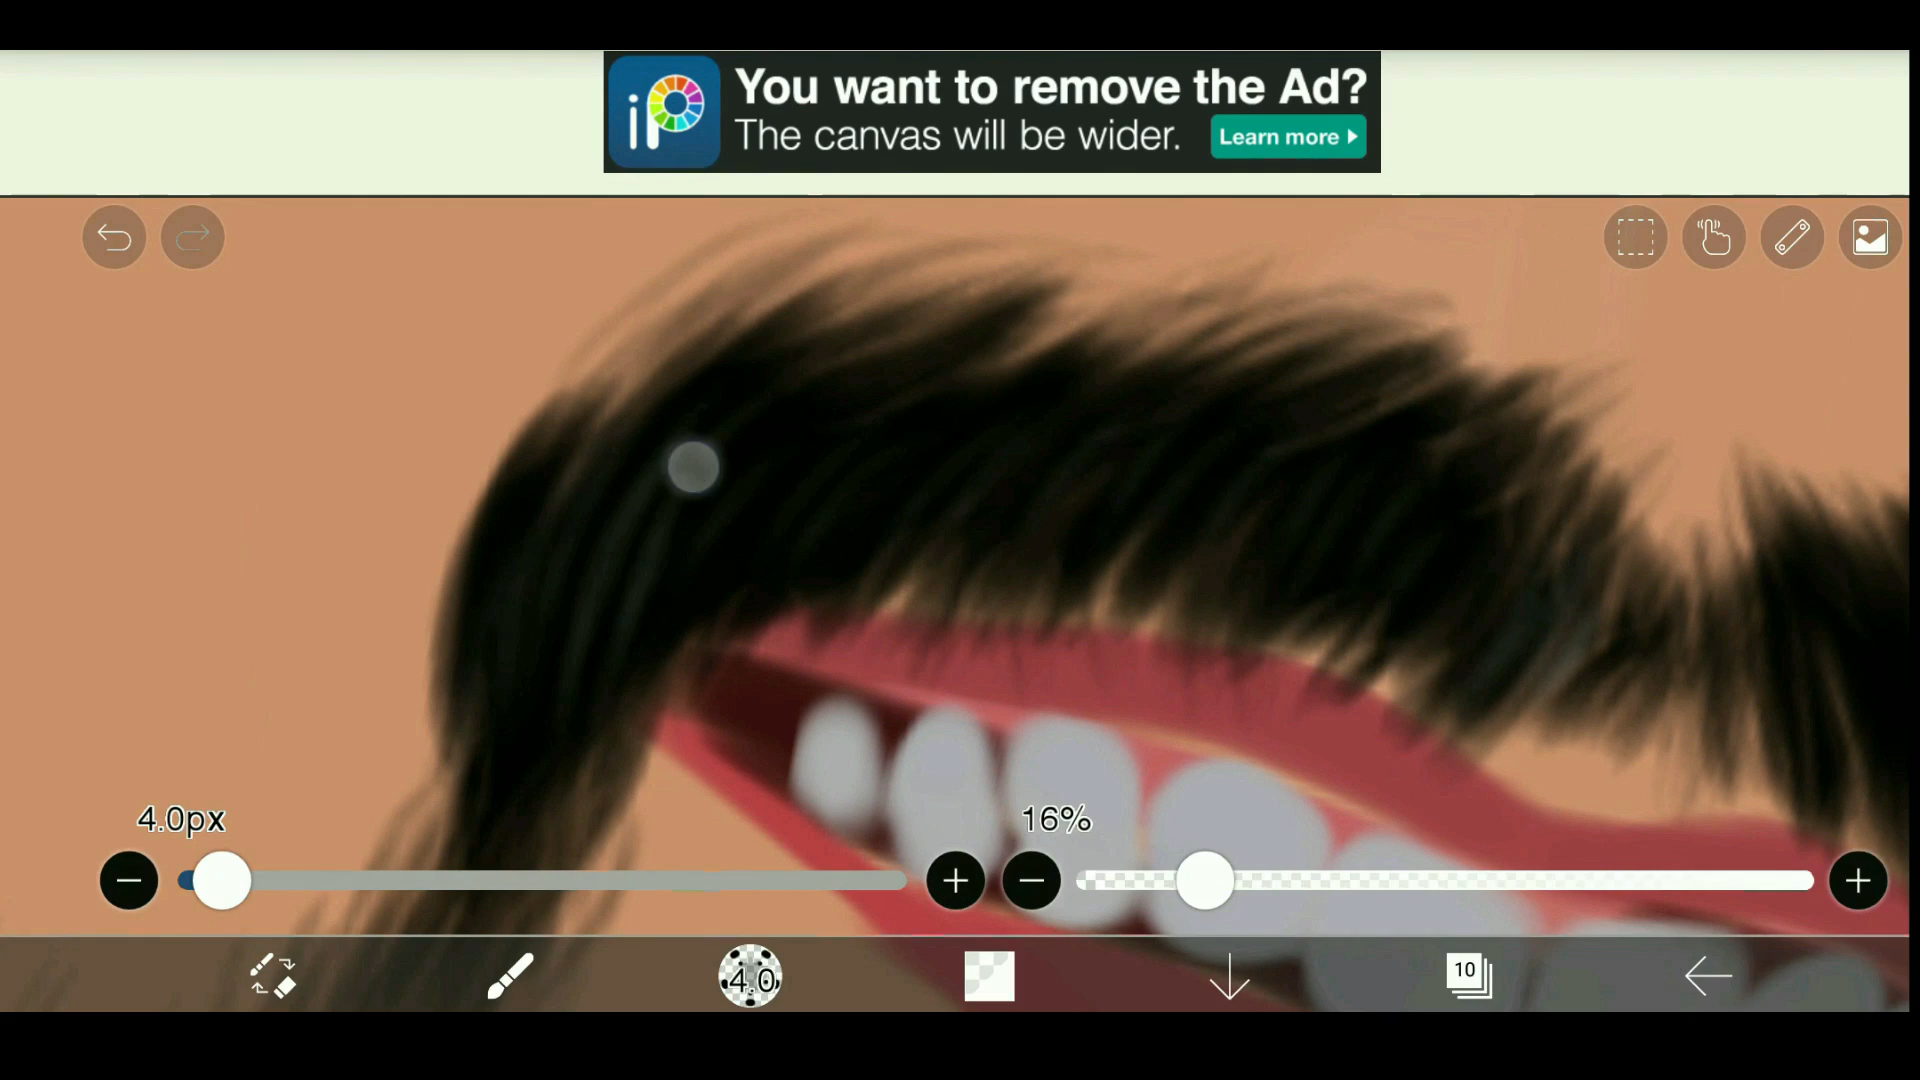 iP
You want to remove the Ad?
The canvas will be wider.
Learn more
4.0px
16%
4.0
10